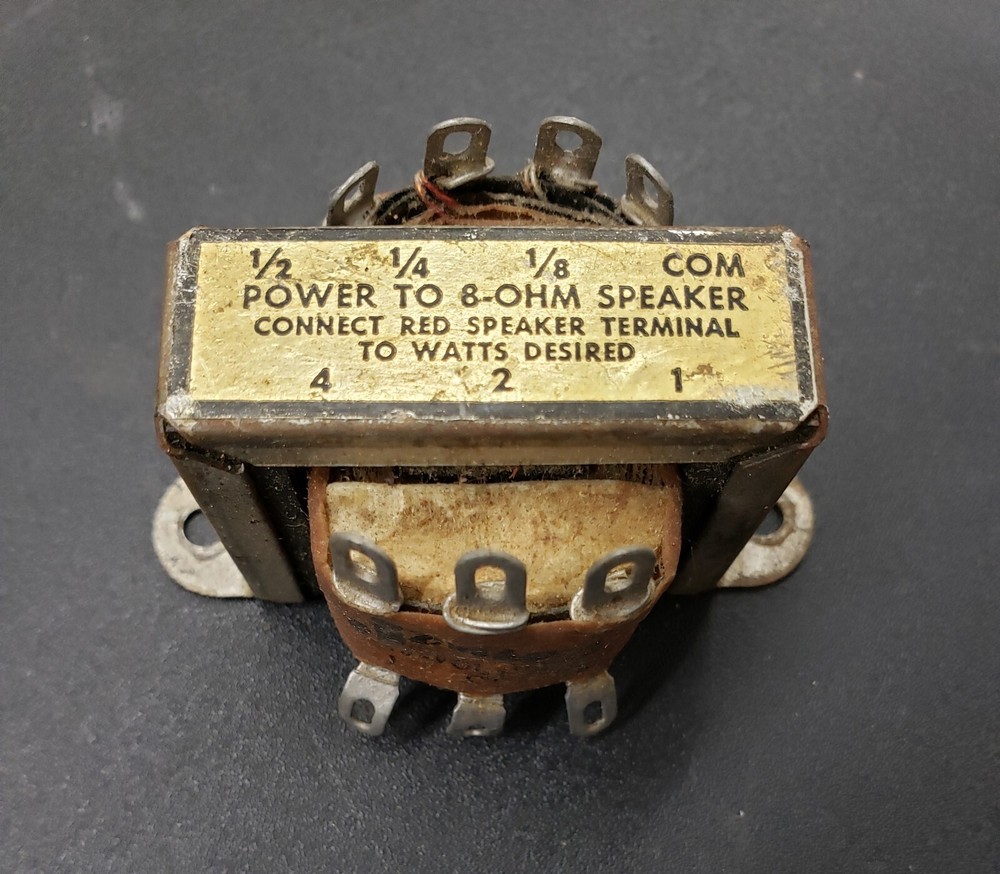 1/2 1/4 1/8 COM
POWER TO 8-OHM SPEAKER
CONNECT RED SPEAKER TERMINAL
TO WATTS DESIRED
4 2 1